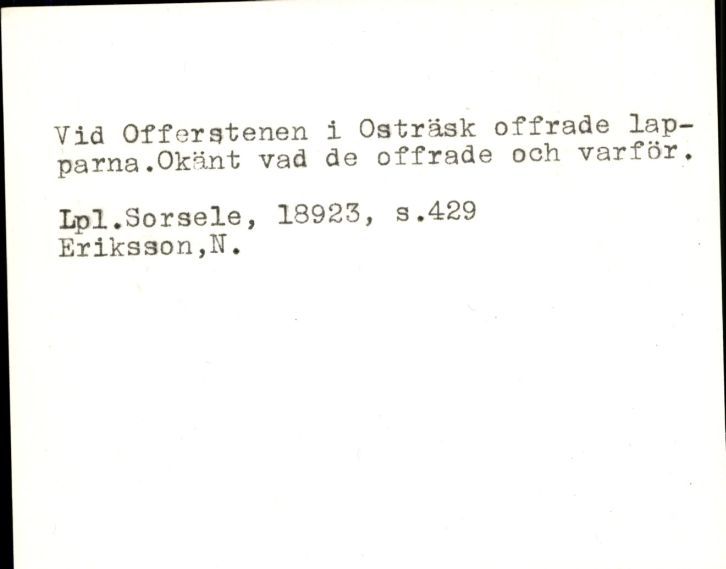 Vid Offerstenen i Osträsk offrade lap-
parna.Okänt vad de offrade och varför.
Lpl.Sorsele, 18923, s.429
Eriksson,N.